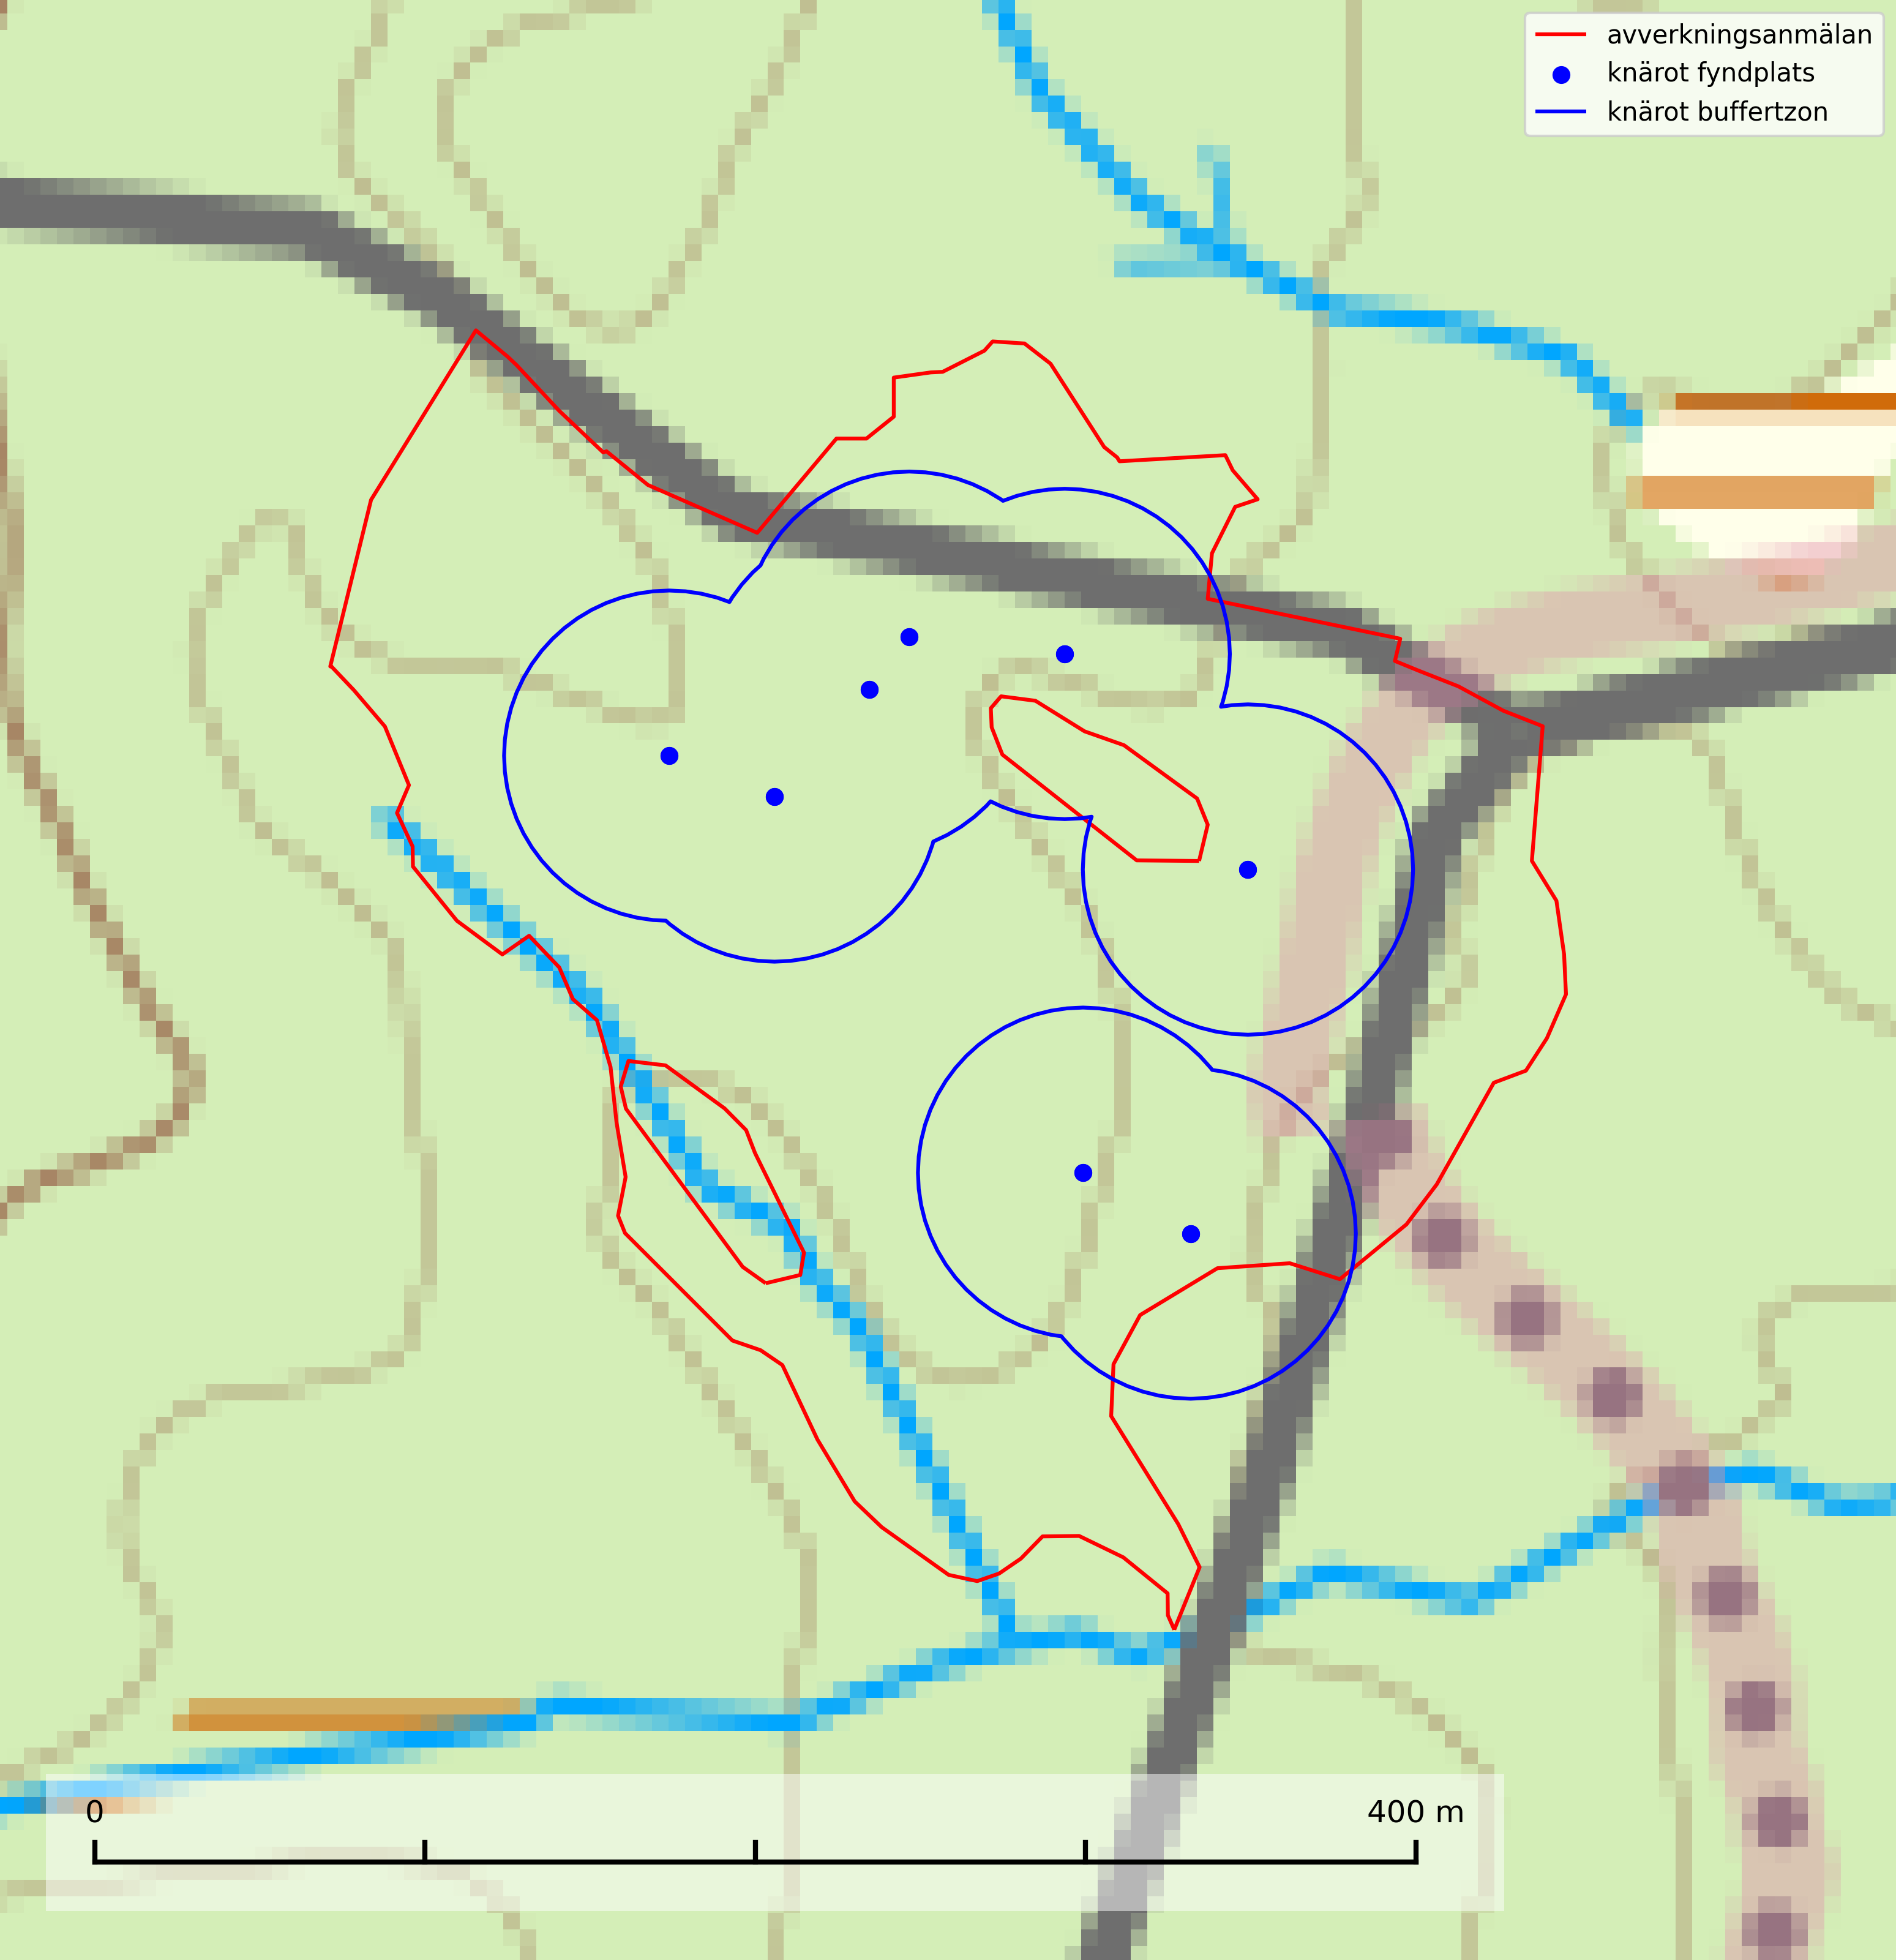 avverkningsanmälan
knärot fyndplats
knärot buffertzon
0 400 m